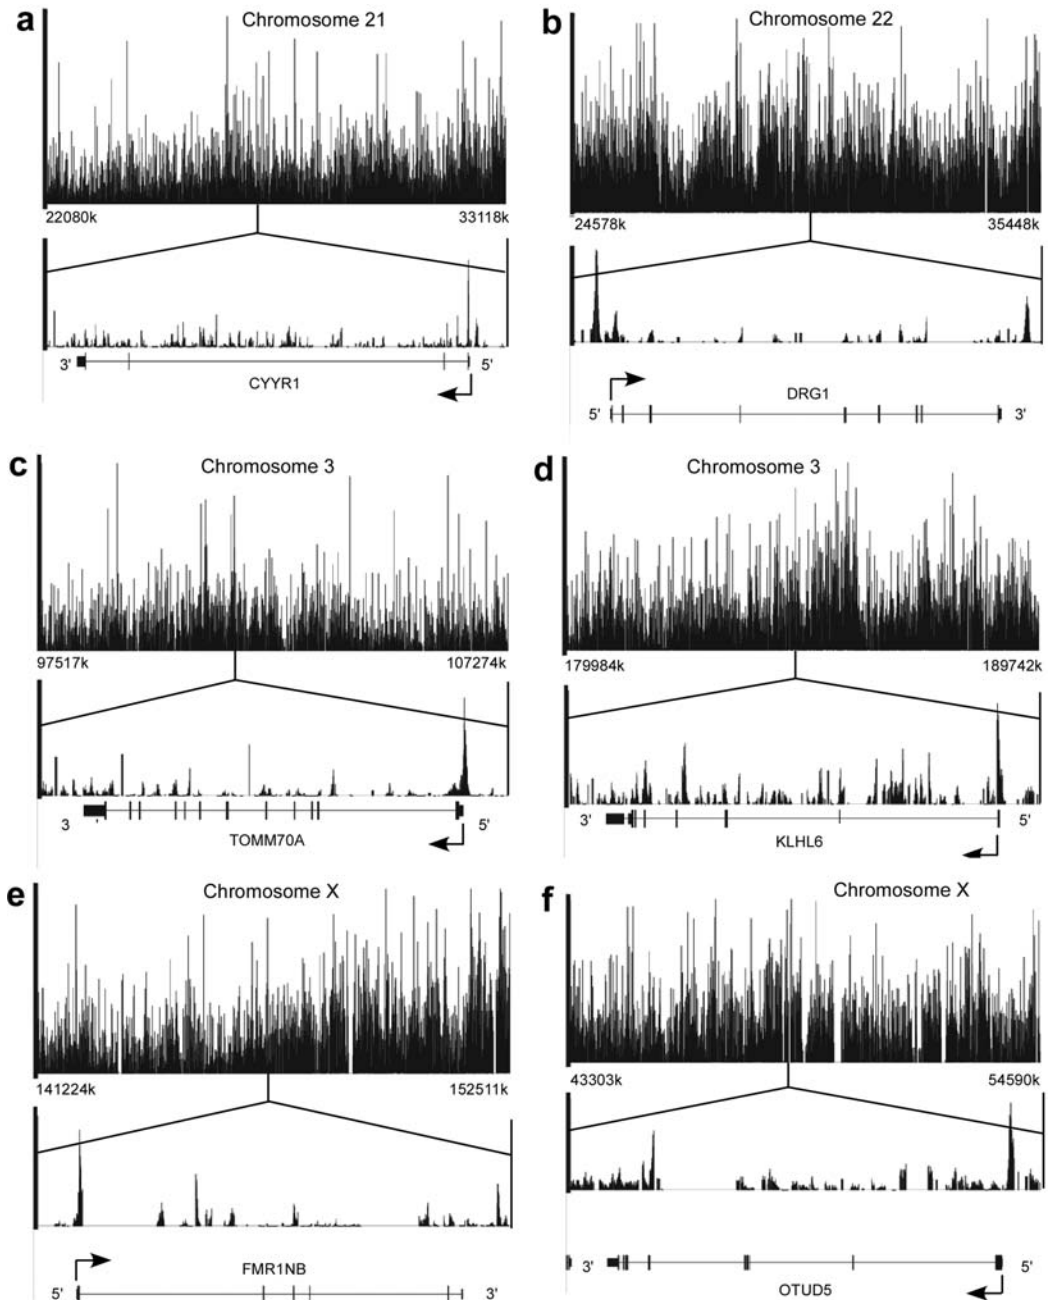 a
Chromosome 21
22080k 33118k
3' 5'
CYYR1
b
Chromosome 22
24578k 35448k
DRG1
5' 3'
c
Chromosome 3
97517k 107274k
3 ' 5'
TOMM70A
d
Chromosome 3
179984k 189742k
3' 5'
KLHL6
e
Chromosome X
141224k 152511k
FMR1NB
5' 3'
f
Chromosome X
43303k 54590k
3' 5'
OTUD5